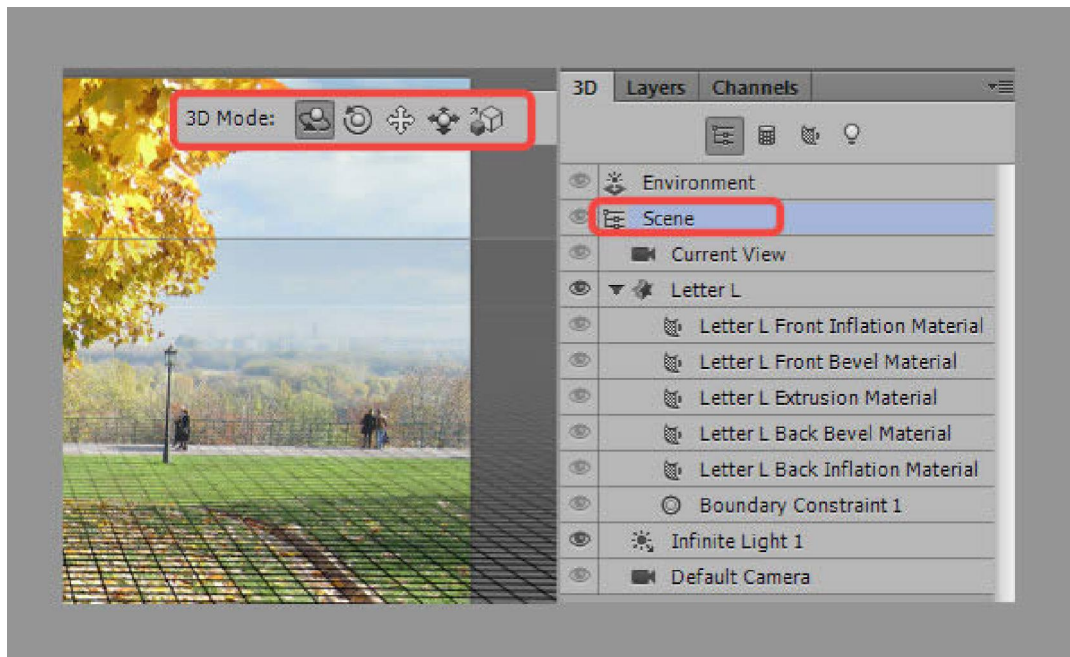 3D Mode:
3D Layers Channels
Environment
Scene
Current View
Letter L
Letter L Front Inflation Material
Letter L Front Bevel Material
Letter L Extrusion Material
Letter L Back Bevel Material
Letter L Back Inflation Material
Boundary Constraint 1
Infinite Light 1
Default Camera